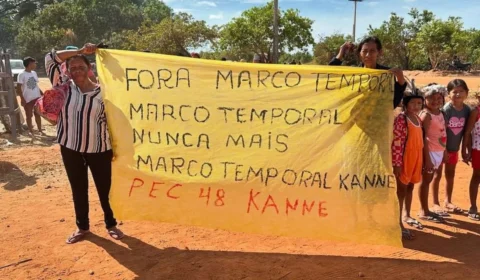 FORA MARCO TEMPORAL
MARCO TEMPORAL
NUNCA MAIS
MARCO TEMPORAL KANNE
PEC 48 KANNE